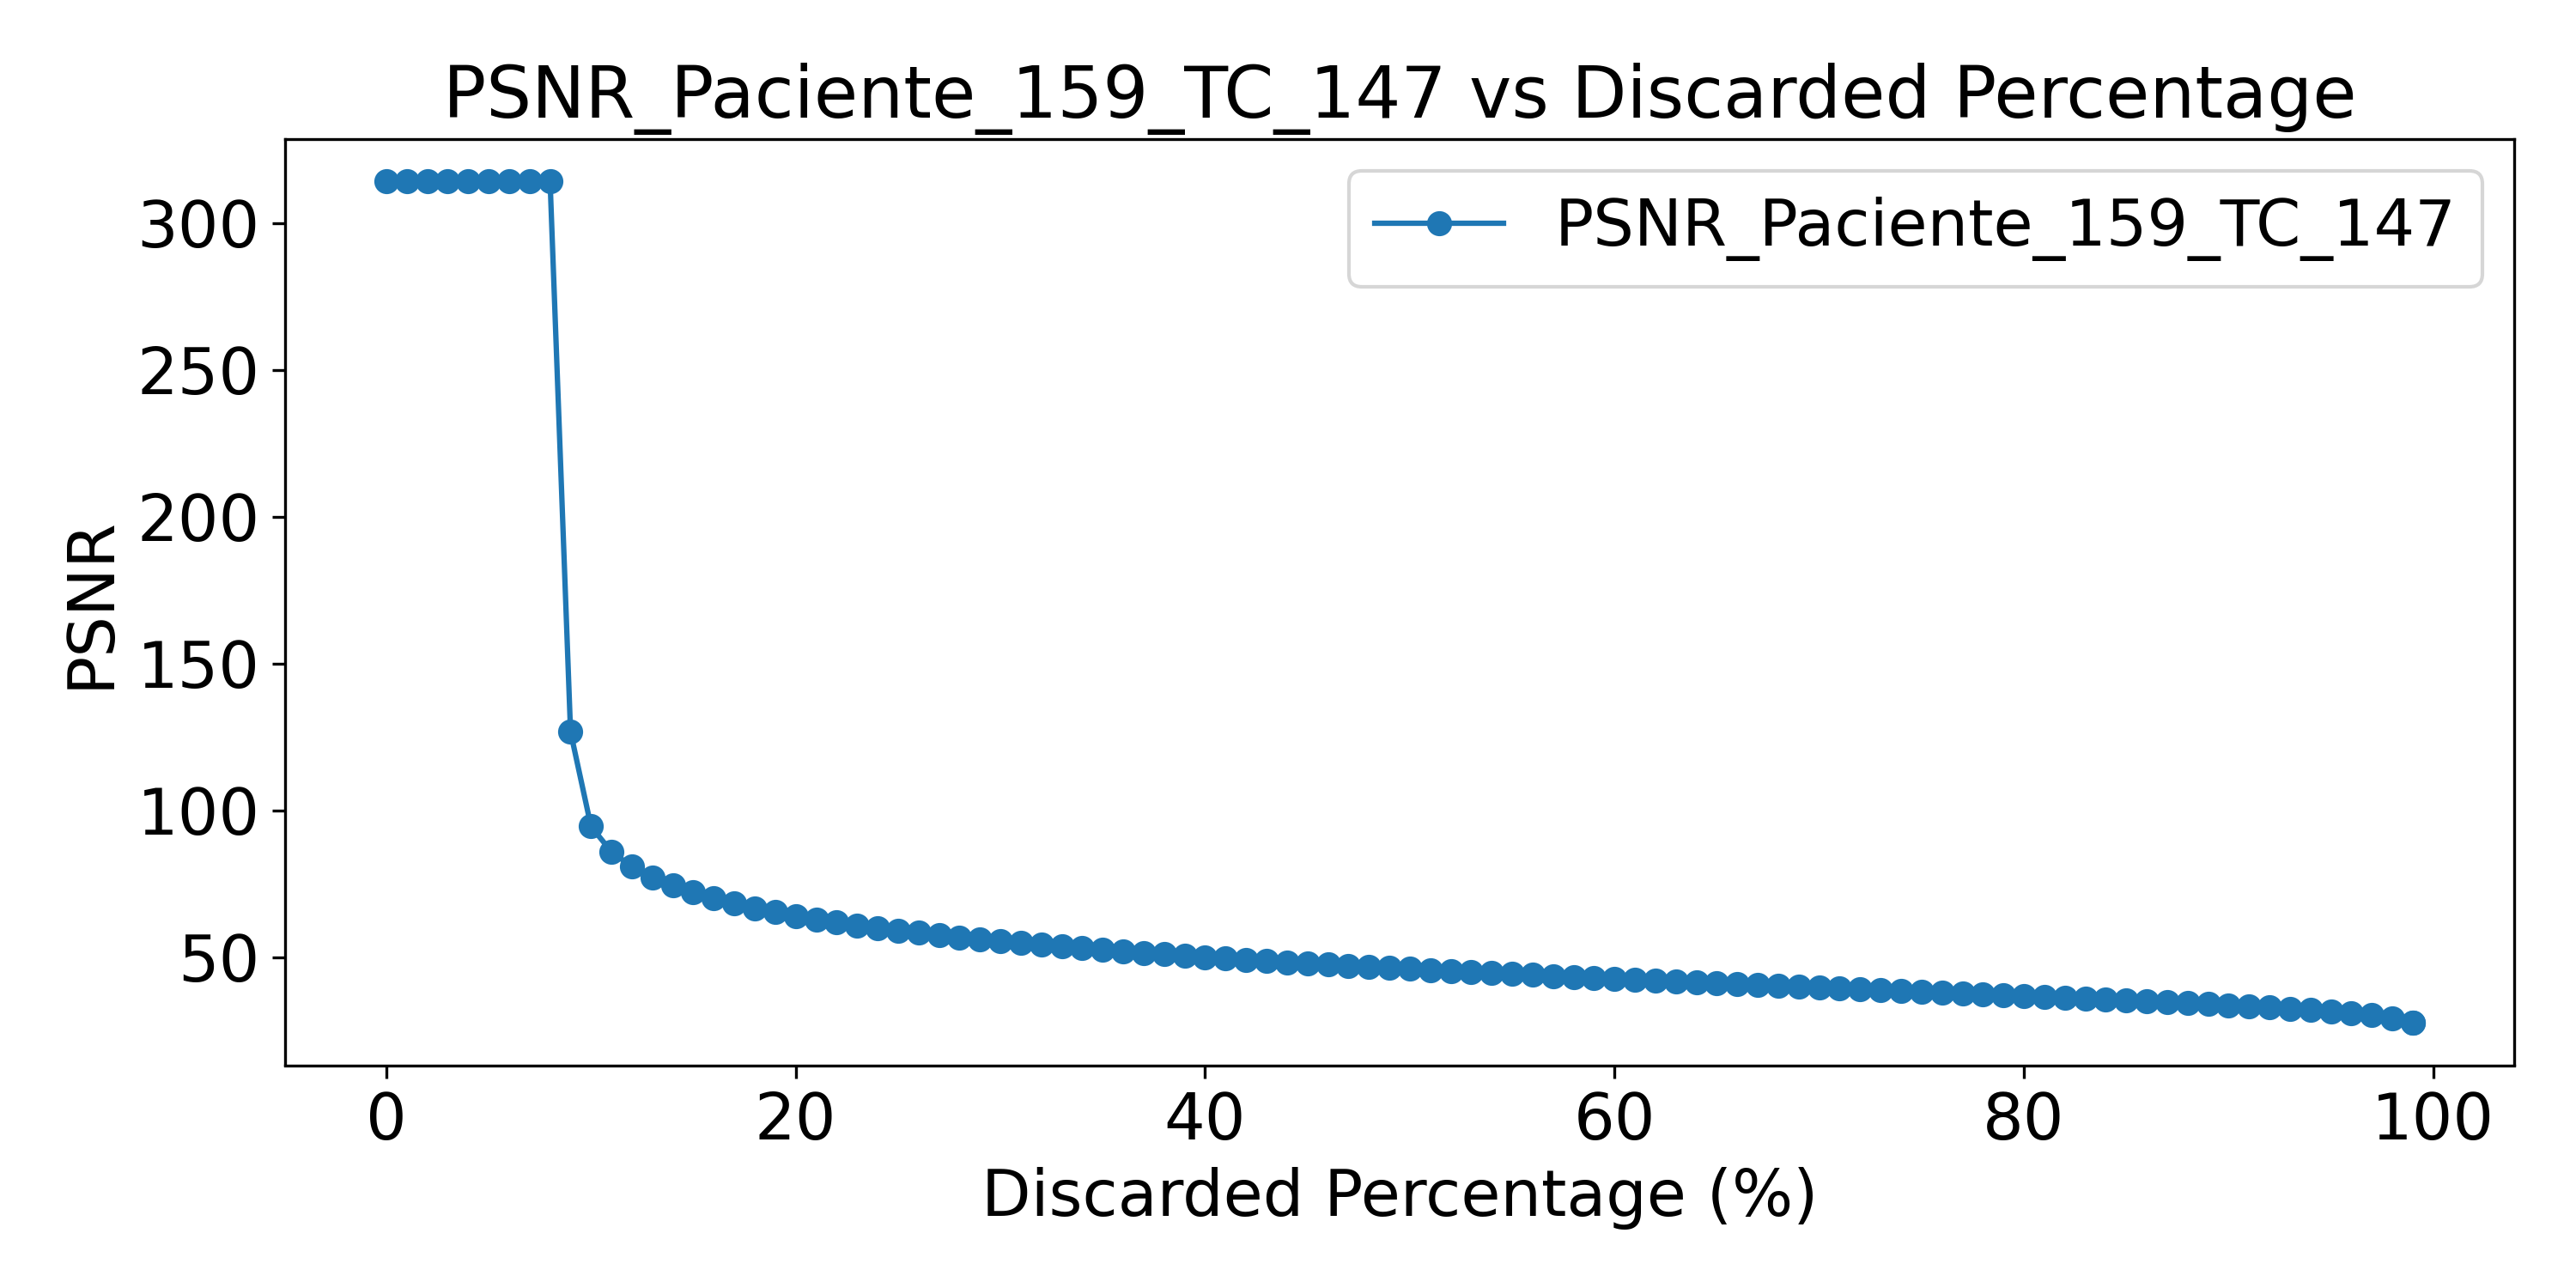 PSNR_Paciente_159_TC_147 vs Discarded Percentage
PSNR_Paciente_159_TC_147
300
250
200
150
100
50
PSNR
0 20 40 60 80 100
Discarded Percentage (%)